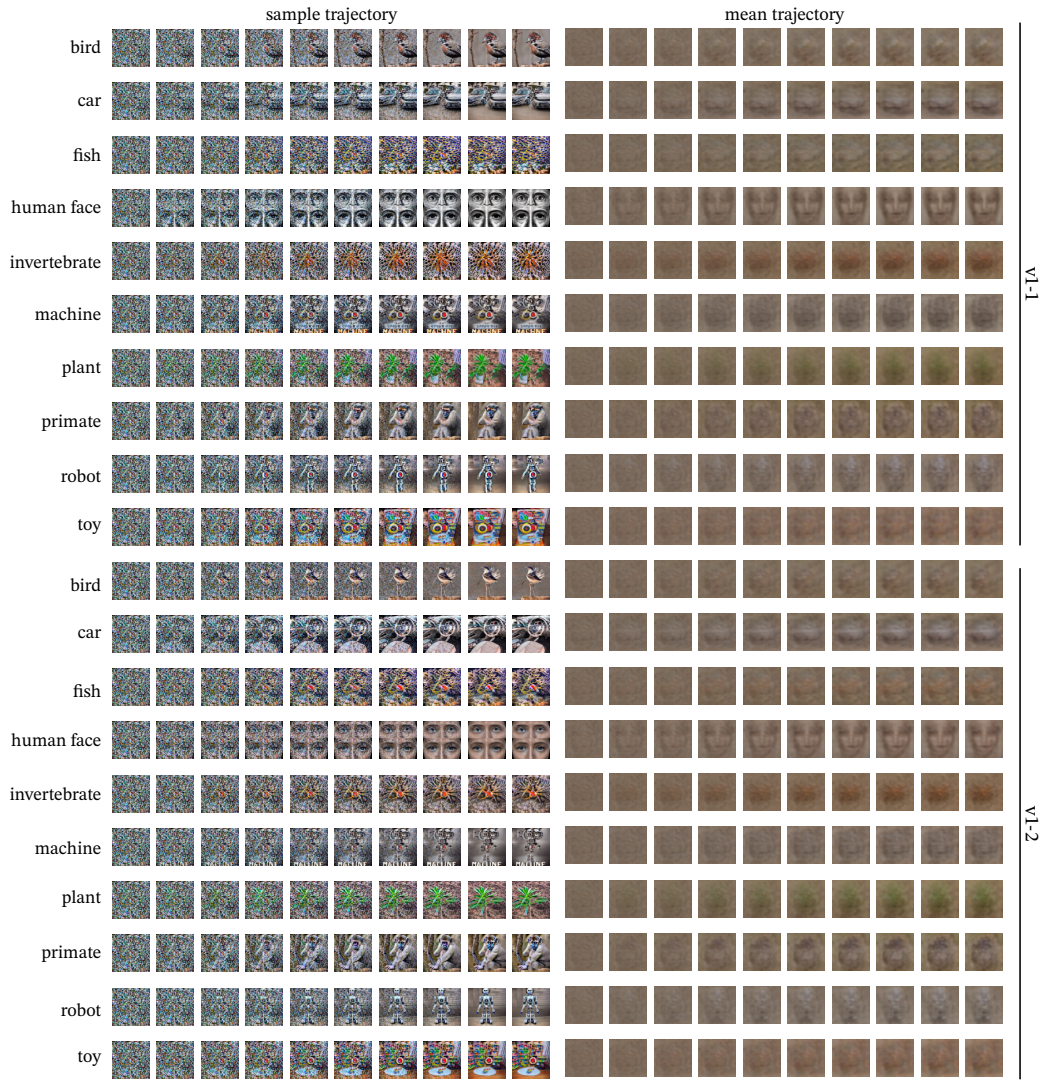 sample trajectory
mean trajectory
bird
car
fish
human face
invertebrate
machine
MACHINE
plant
primate
robot
toy
v1-1
bird
car
fish
human face
invertebrate
machine
plant
primate
robot
toy
v1-2